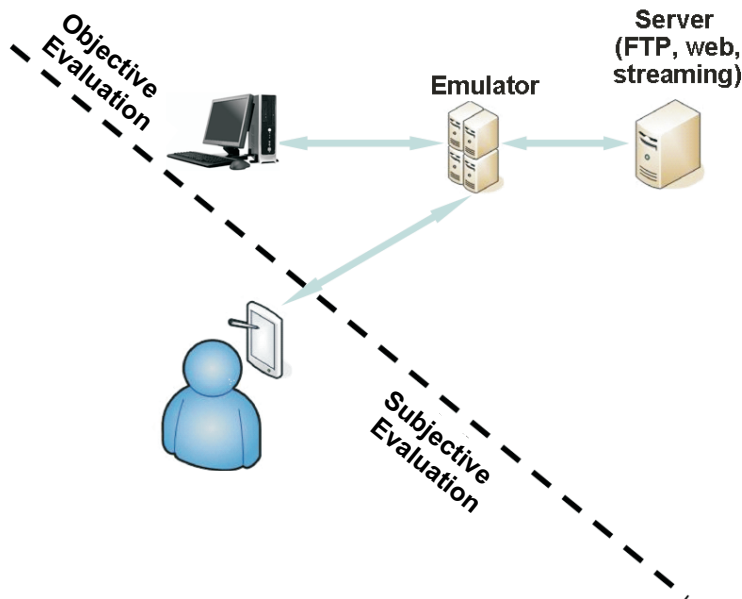 Objective
Evaluation
Server
(FTP, web,
streaming)
Emulator
Subjective
Evaluation